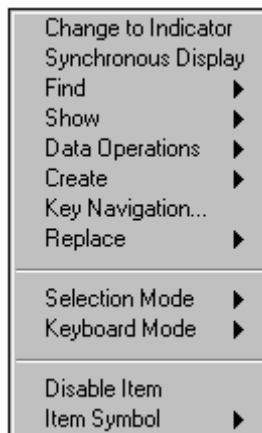 Change to Indicator
Synchronous Display
Find
Show
Data Operations
Create
Key Navigation...
Replace
Selection Mode
Keyboard Mode
Disable Item
Item Symbol